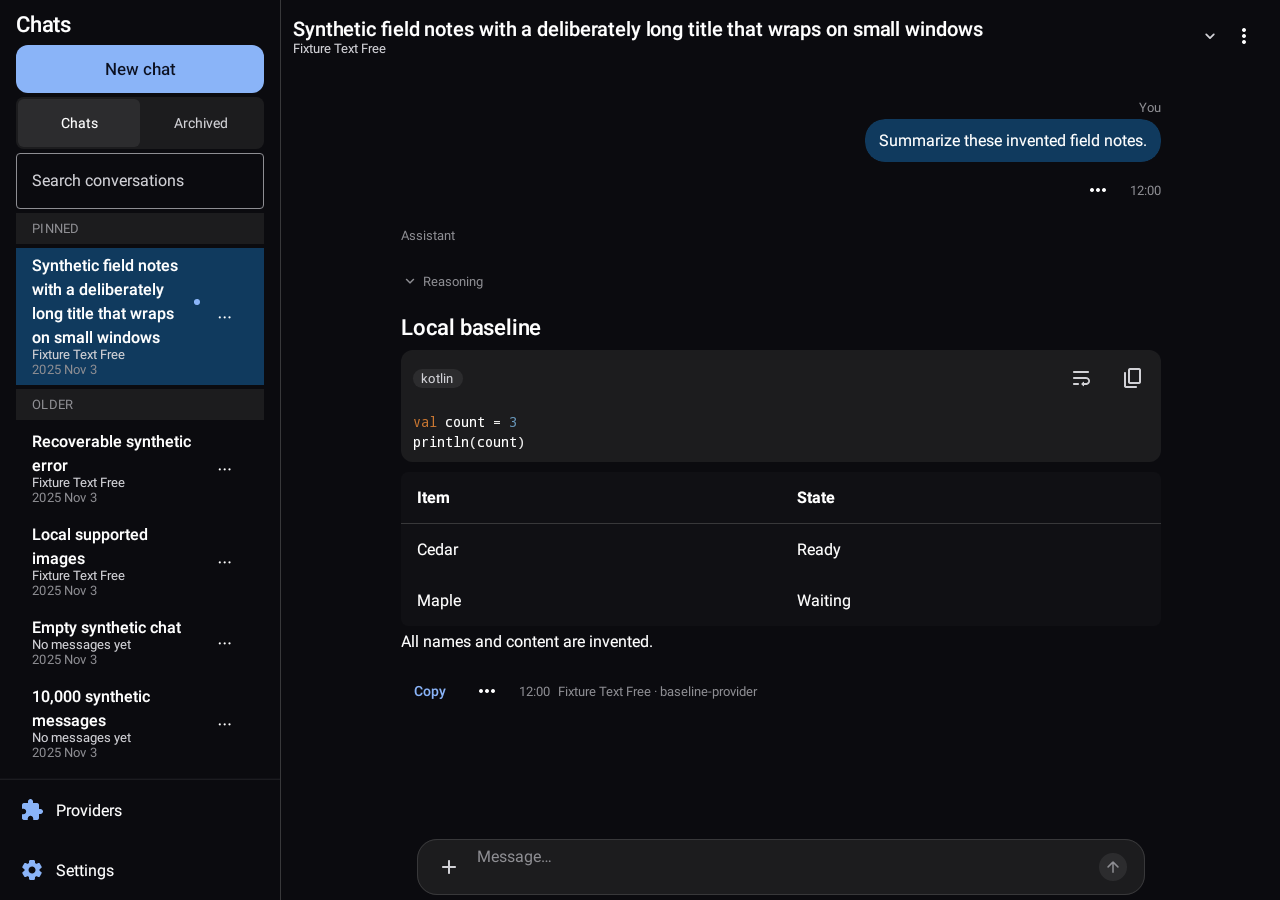 Chats
New chat
Chats
Archived
Search conversations
PINNED
Synthetic field notes
with a deliberately
long title that wraps
on small windows
Fixture Text Free
2025 Nov 3
OLDER
Recoverable synthetic
error
Fixture Text Free
2025 Nov 3
Local supported
images
Fixture Text Free
2025 Nov 3
Empty synthetic chat
No messages yet
2025 Nov 3
10,000 synthetic
messages
No messages yet
2025 Nov 3
Providers
Settings
Synthetic field notes with a deliberately long title that wraps on small windows
Fixture Text Free
You
Summarize these invented field notes.
12:00
Assistant
Reasoning
Local baseline
kotlin
val count = 3
println(count)
Item State
Cedar Ready
Maple Waiting
All names and content are invented.
Copy 12:00 Fixture Text Free · baseline-provider
Message…